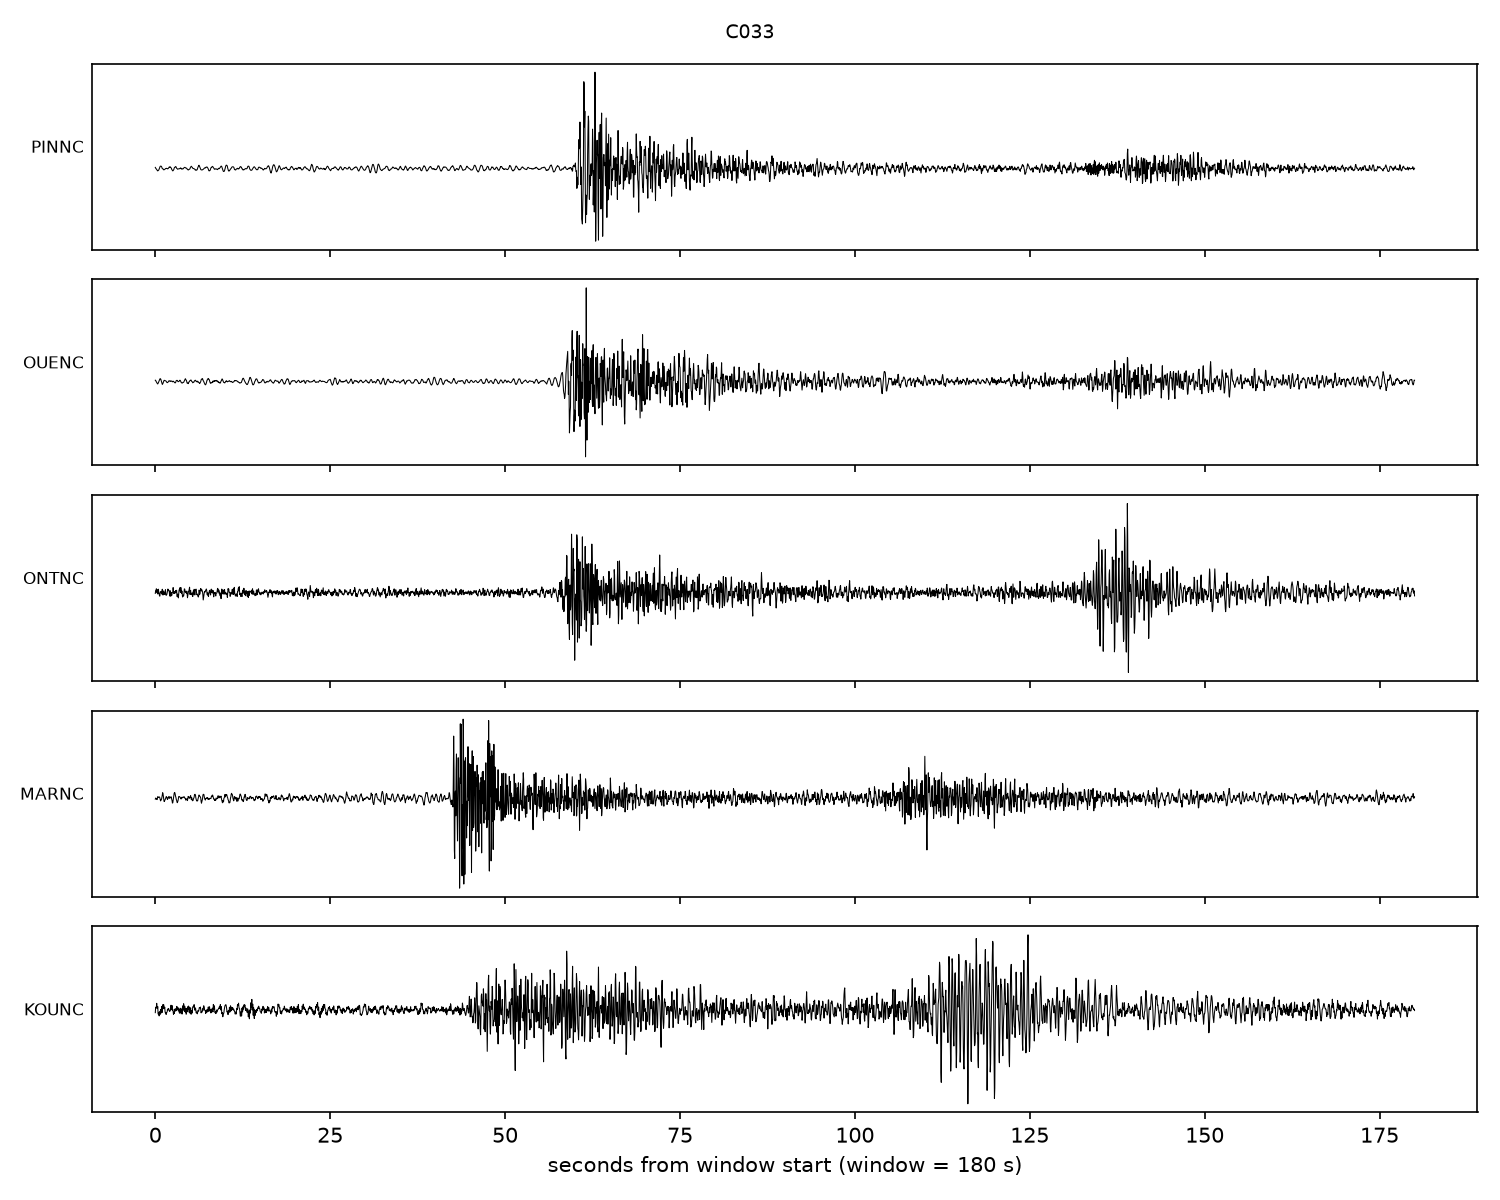 C033
PINNC
OUENC
ONTNC
MARNC
KOUNC
0 25 50 75 100 125 150 175
seconds from window start (window = 180 s)